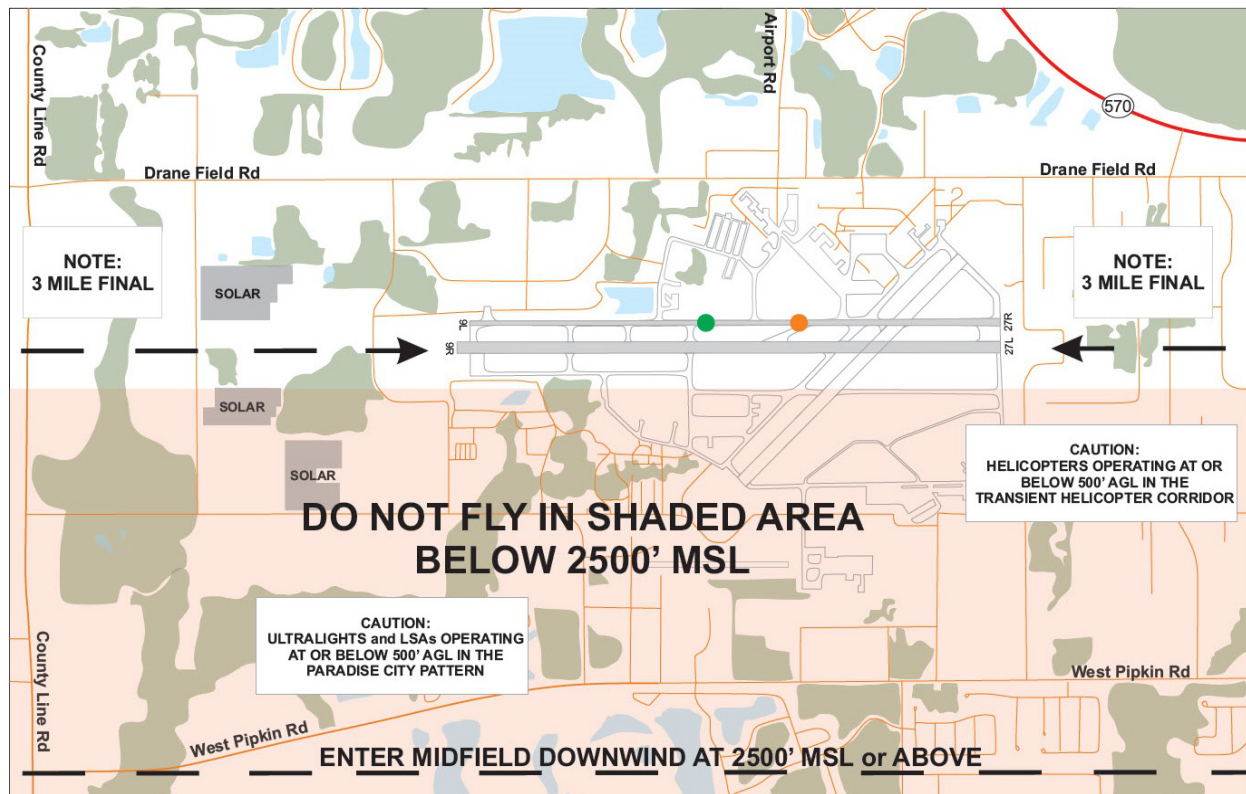 County Line Rd
Airport Rd
570
Drane Field Rd
Drane Field Rd
NOTE:
3 MILE FINAL
NOTE:
3 MILE FINAL
SOLAR
9L
27R
9R
27L
SOLAR
SOLAR
CAUTION:
HELICOPTERS OPERATING AT OR
BELOW 500’ AGL IN THE
TRANSIENT HELICOPTER CORRIDOR
DO NOT FLY IN SHADED AREA
BELOW 2500’ MSL
CAUTION:
ULTRALIGHTS and LSAs OPERATING
AT OR BELOW 500’ AGL IN THE
PARADISE CITY PATTERN
County Line Rd
West Pipkin Rd
West Pipkin Rd
ENTER MIDFIELD DOWNWIND AT 2500’ MSL or ABOVE